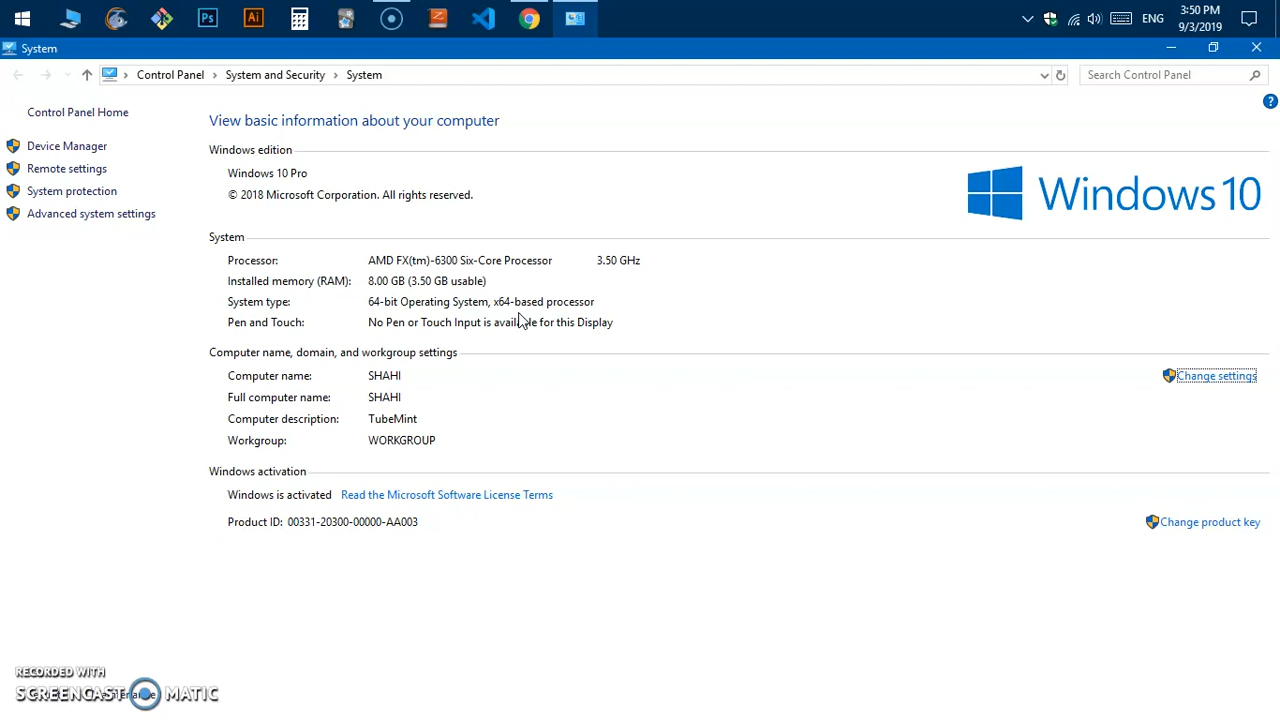 Ps
Ai
ENG
3:50 PM
9/3/2019
System
Control Panel > System and Security > System
Search Control Panel
Control Panel Home
Device Manager
Remote settings
System protection
Advanced system settings
View basic information about your computer
Windows edition
Windows 10 Pro
© 2018 Microsoft Corporation. All rights reserved.
Windows 10
System
Processor: AMD FX(tm)-6300 Six-Core Processor 3.50 GHz
Installed memory (RAM): 8.00 GB (3.50 GB usable)
System type: 64-bit Operating System, x64-based processor
Pen and Touch: No Pen or Touch Input is available for this Display
Computer name, domain, and workgroup settings
Computer name: SHAHI
Change settings
Full computer name: SHAHI
Computer description: TubeMint
Workgroup: WORKGROUP
Windows activation
Windows is activated Read the Microsoft Software License Terms
Product ID: 00331-20300-00000-AA003
Change product key
RECORDED WITH
SCREENCAST MATIC